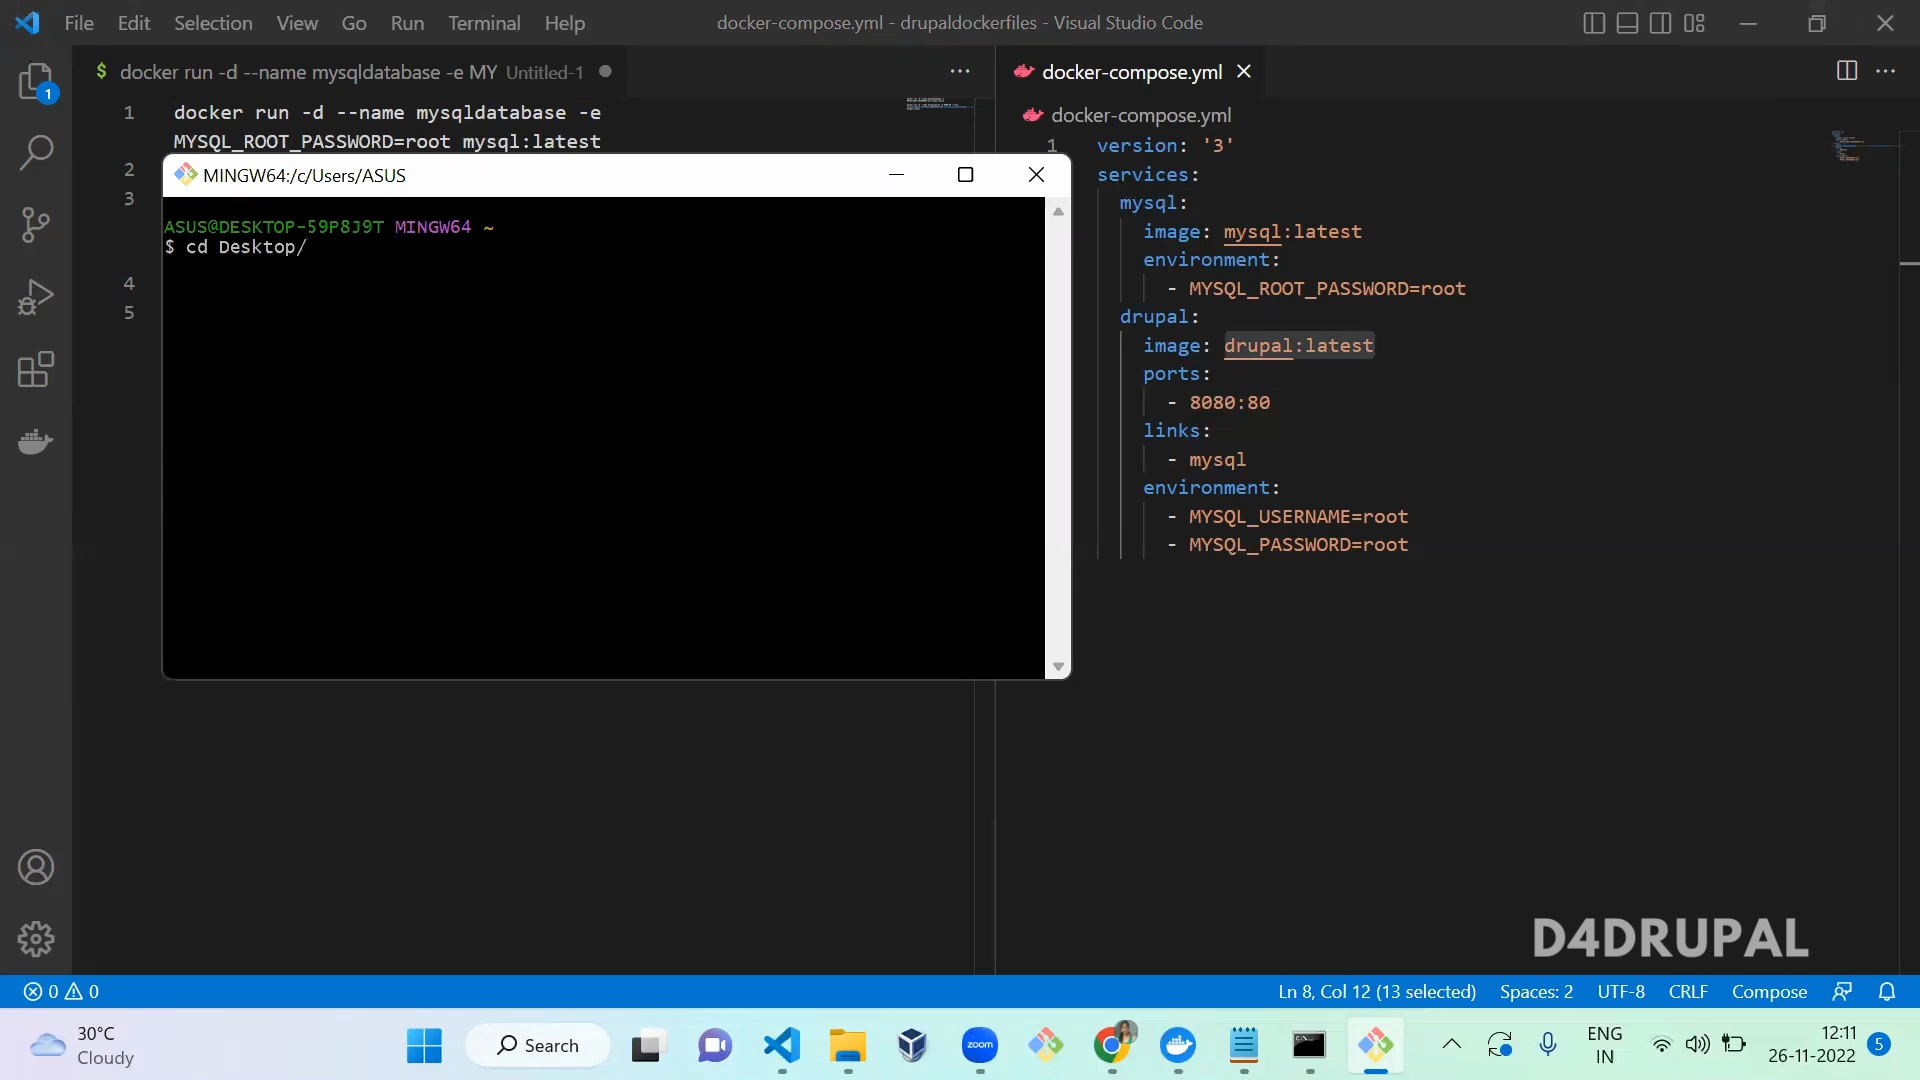 File Edit Selection View Go Run Terminal Help
docker-compose.yml - drupaldockerfiles - Visual Studio Code
$ docker run -d --name mysqldatabase -e MY Untitled-1
docker-compose.yml
1
1 docker run -d --name mysqldatabase -e
MYSQL_ROOT_PASSWORD=root mysql:latest
2
3
4
5
MINGW64:/c/Users/ASUS
ASUS@DESKTOP-59P8J9T MINGW64 ~
$ cd Desktop/
docker-compose.yml
1 version: '3'
services:
mysql:
image: mysql:latest
environment:
- MYSQL_ROOT_PASSWORD=root
drupal:
image: drupal:latest
ports:
- 8080:80
links:
- mysql
environment:
- MYSQL_USERNAME=root
- MYSQL_PASSWORD=root
D4DRUPAL
0 0
Ln 8, Col 12 (13 selected) Spaces: 2 UTF-8 CRLF Compose
30°C
Cloudy
Search
zoom
ENG
IN
12:11
26-11-2022
5